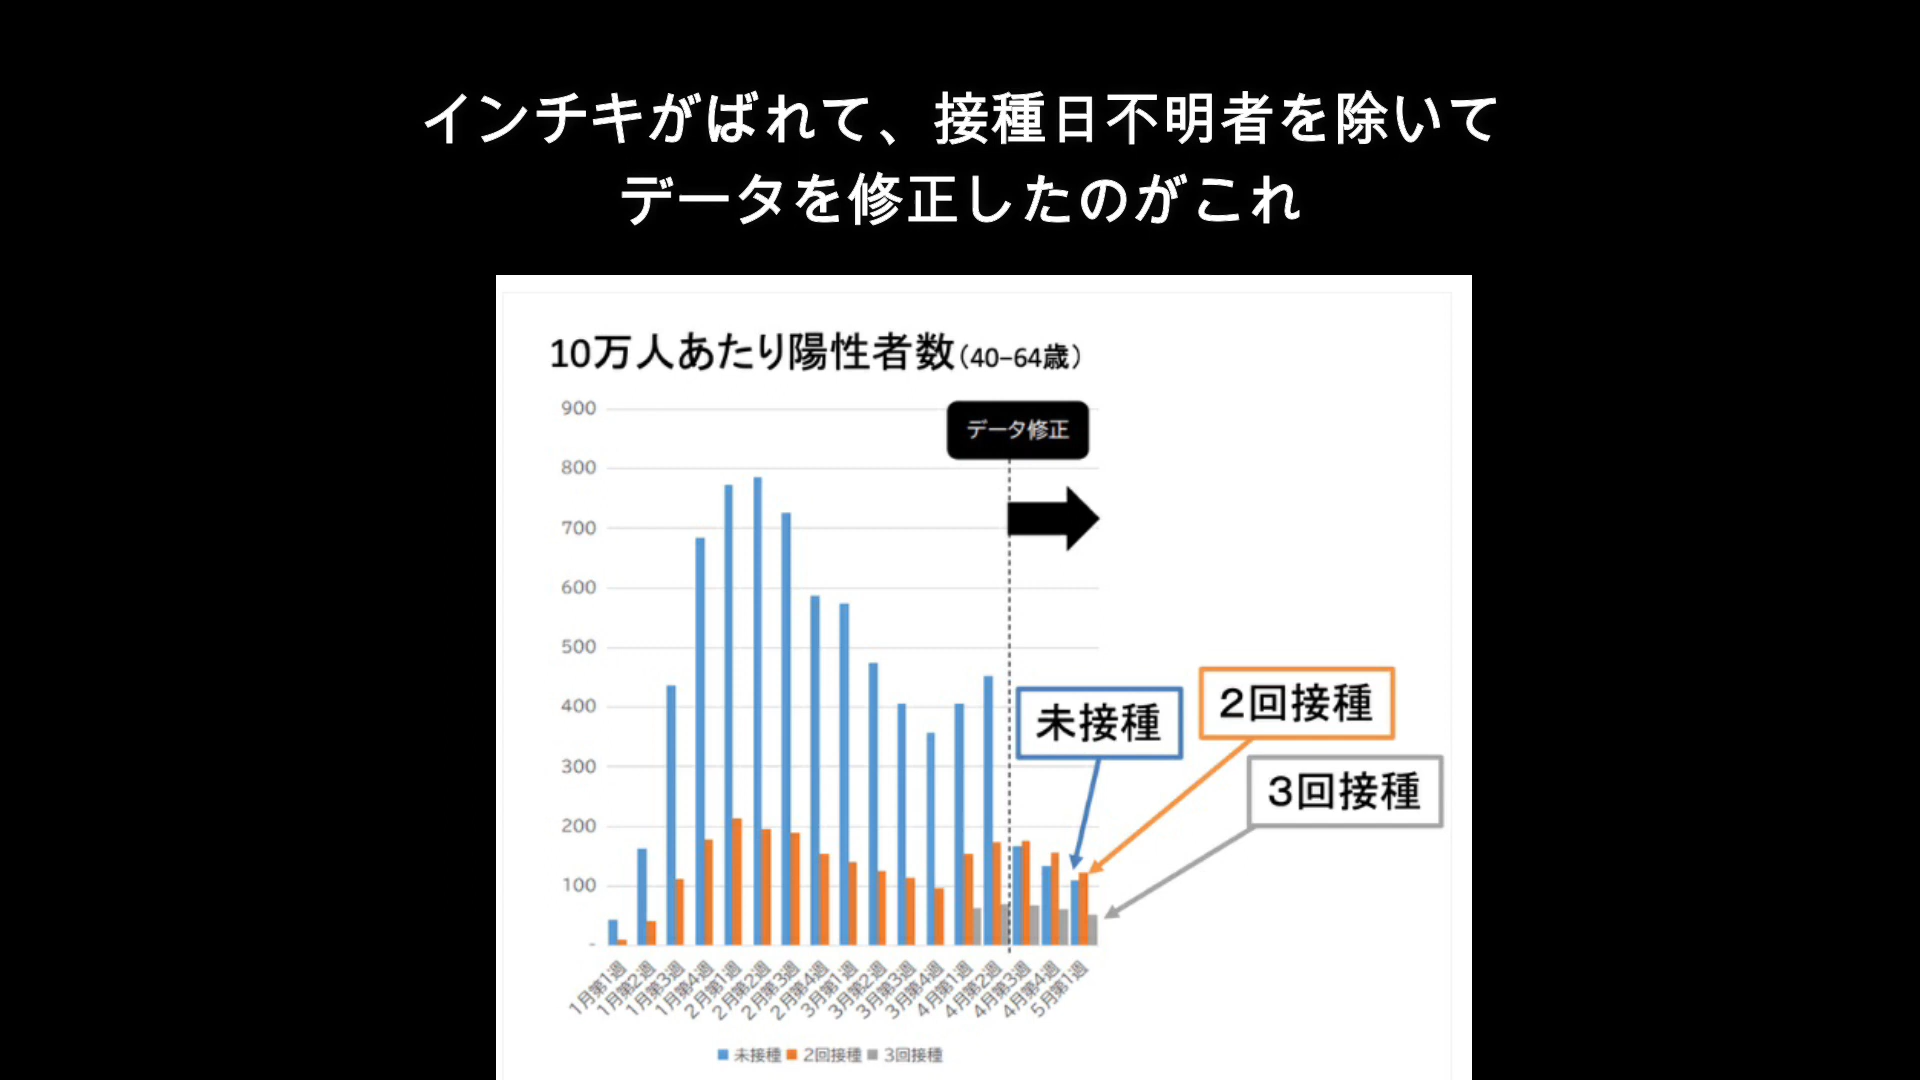 インチキがばれて、接種日不明者を除いて
データを修正したのがこれ
10万人あたり陽性者数(40-64歳)
900
データ修正
800
700
600
500
400
300
200
100
-
未接種
2回接種
3回接種
1月第1週
1月第2週
1月第3週
1月第4週
2月第1週
2月第2週
2月第3週
2月第4週
3月第1週
3月第2週
3月第3週
3月第4週
4月第1週
4月第2週
4月第3週
4月第4週
5月第1週
未接種 2回接種 3回接種